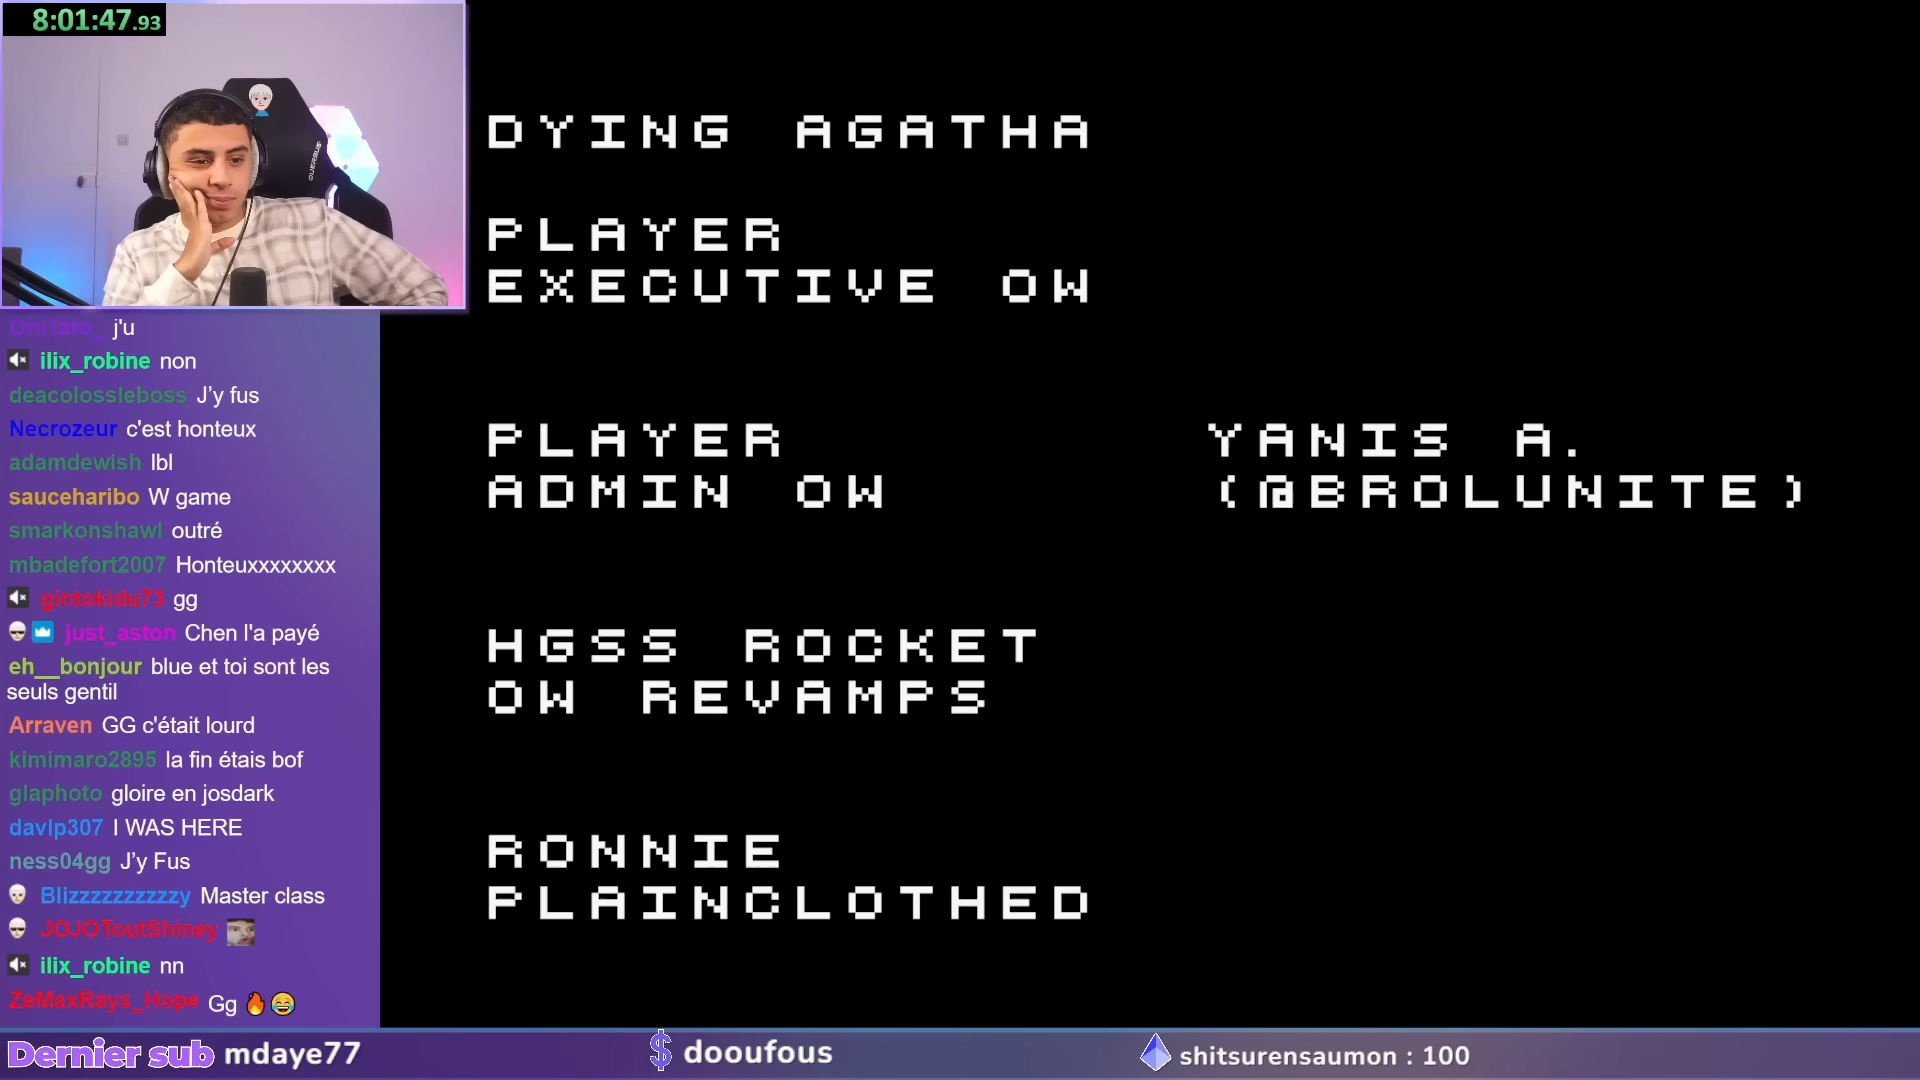 8:01:47.93
DYING AGATHA
PLAYER
EXECUTIVE OW
PLAYER
ADMIN OW
YANIS A.
(@BROLUNITE)
HGSS ROCKET
OW REVAMPS
RONNIE
PLAINCLOTHED
OniTaro_ j'u
ilix_robine non
deacolossleboss J'y fus
Necrozeur c'est honteux
adamdewish lbl
sauceharibo W game
smarkonshawl outré
mbadefort2007 Honteuxxxxxxxx
gintokidu73 gg
just_aston Chen l'a payé
eh__bonjour blue et toi sont les
seuls gentil
Arraven GG c'était lourd
kimimaro2895 la fin étais bof
glaphoto gloire en josdark
davlp307 I WAS HERE
ness04gg J'y Fus
Blizzzzzzzzzzy Master class
JOJOToutShiney
ilix_robine nn
ZeMaxRays_Hope Gg 🔥😂
Dernier sub mdaye77
$ dooufous
shitsurensaumon : 100